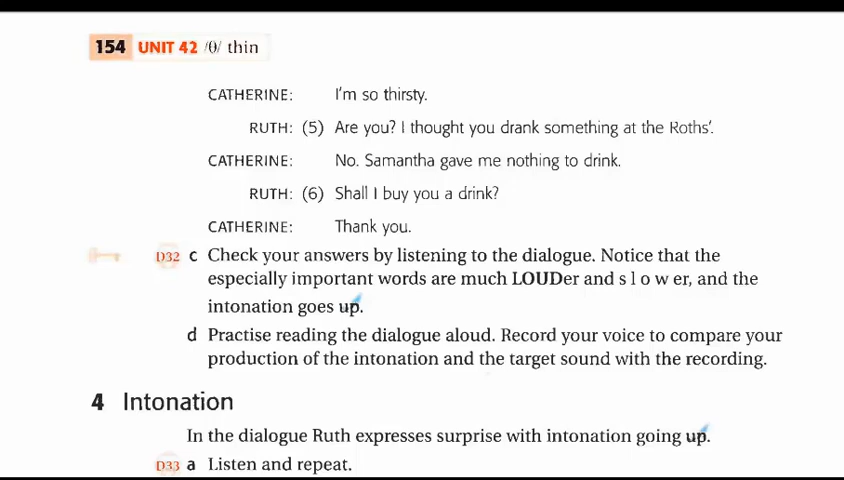 154 UNIT 42 /θ/ thin
CATHERINE: I'm so thirsty.
RUTH: (5) Are you? I thought you drank something at the Roths'.
CATHERINE: No. Samantha gave me nothing to drink.
RUTH: (6) Shall I buy you a drink?
CATHERINE: Thank you.
D32 c Check your answers by listening to the dialogue. Notice that the
especially important words are much LOUDer and s l o w er, and the
intonation goes up.
d Practise reading the dialogue aloud. Record your voice to compare your
production of the intonation and the target sound with the recording.
4 Intonation
In the dialogue Ruth expresses surprise with intonation going up.
D33 a Listen and repeat.